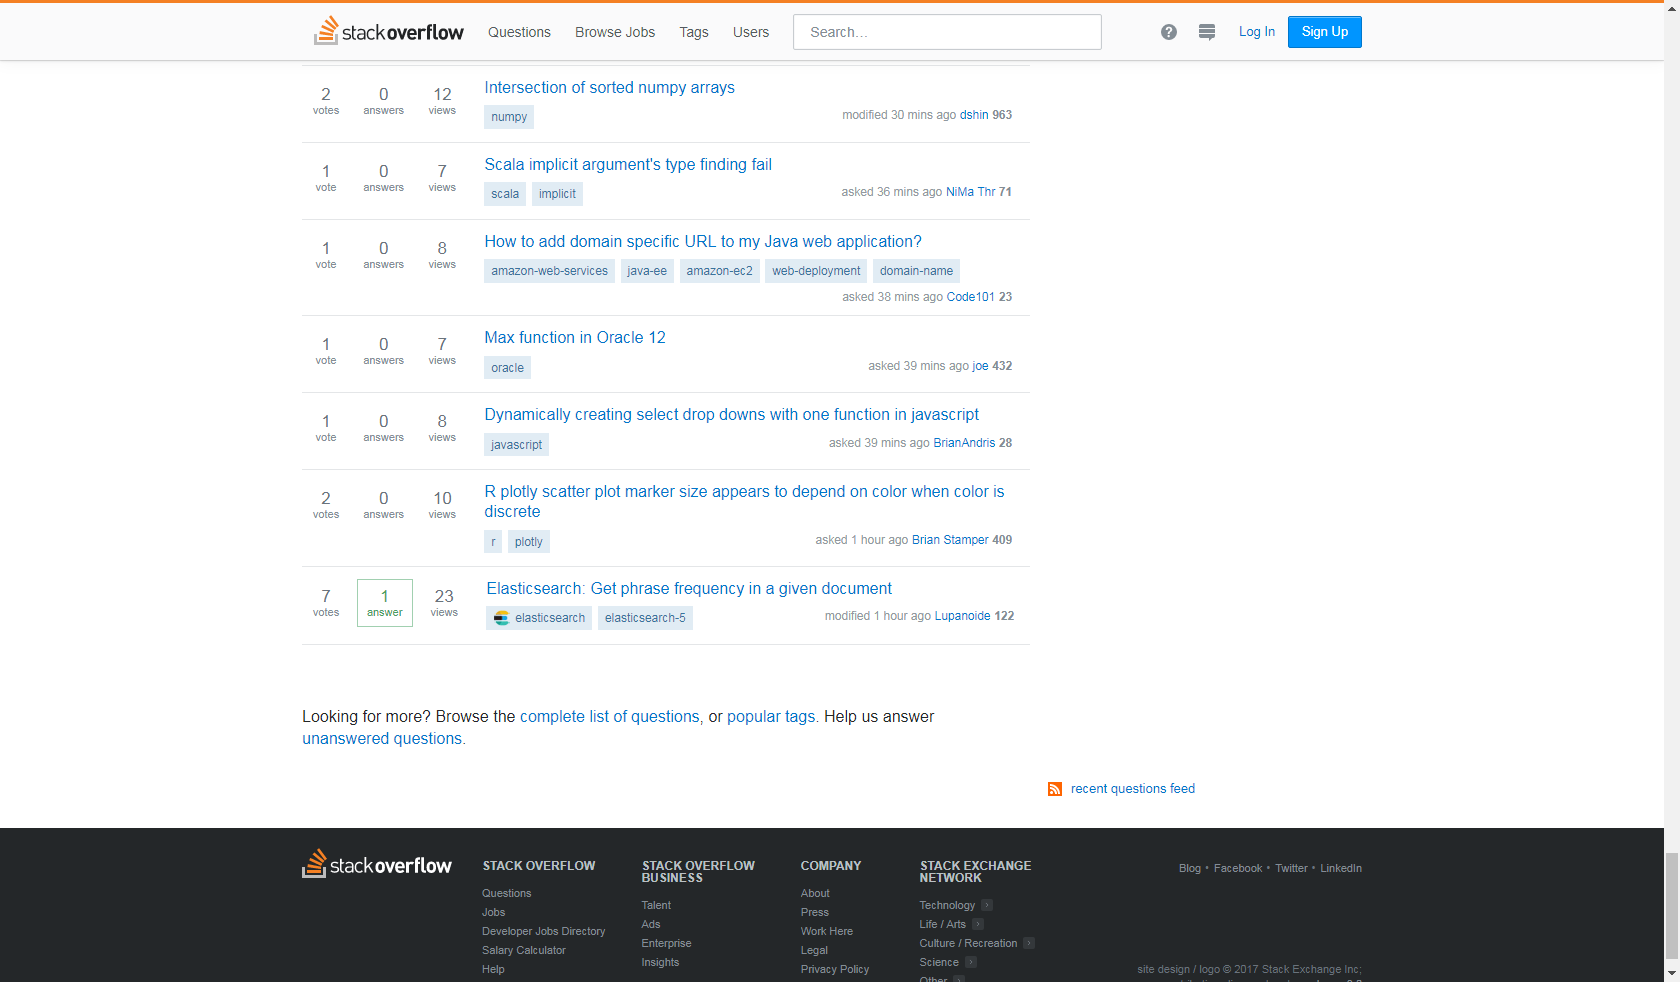 stackoverflow Questions Browse Jobs Tags Users Search... ? Log In Sign Up
2 0 12 Intersection of sorted numpy arrays
votes answers views
numpy modified 30 mins ago dshin 963
1 0 7 Scala implicit argument's type finding fail
vote answers views
scala implicit asked 36 mins ago NiMa Thr 71
1 0 8 How to add domain specific URL to my Java web application?
vote answers views
amazon-web-services java-ee amazon-ec2 web-deployment domain-name
asked 38 mins ago Code101 23
1 0 7 Max function in Oracle 12
vote answers views
oracle asked 39 mins ago joe 432
1 0 8 Dynamically creating select drop downs with one function in javascript
vote answers views
javascript asked 39 mins ago BrianAndris 28
2 0 10 R plotly scatter plot marker size appears to depend on color when color is
votes answers views discrete
r plotly asked 1 hour ago Brian Stamper 409
7 1 23 Elasticsearch: Get phrase frequency in a given document
votes answer views
elasticsearch elasticsearch-5 modified 1 hour ago Lupanoide 122
Looking for more? Browse the complete list of questions, or popular tags. Help us answer
unanswered questions.
recent questions feed
stackoverflow
STACK OVERFLOW
Questions
Jobs
Developer Jobs Directory
Salary Calculator
Help
STACK OVERFLOW
BUSINESS
Talent
Ads
Enterprise
Insights
COMPANY
About
Press
Work Here
Legal
Privacy Policy
STACK EXCHANGE
NETWORK
Technology
Life / Arts
Culture / Recreation
Science
Other
Blog • Facebook • Twitter • LinkedIn
site design / logo © 2017 Stack Exchange Inc;